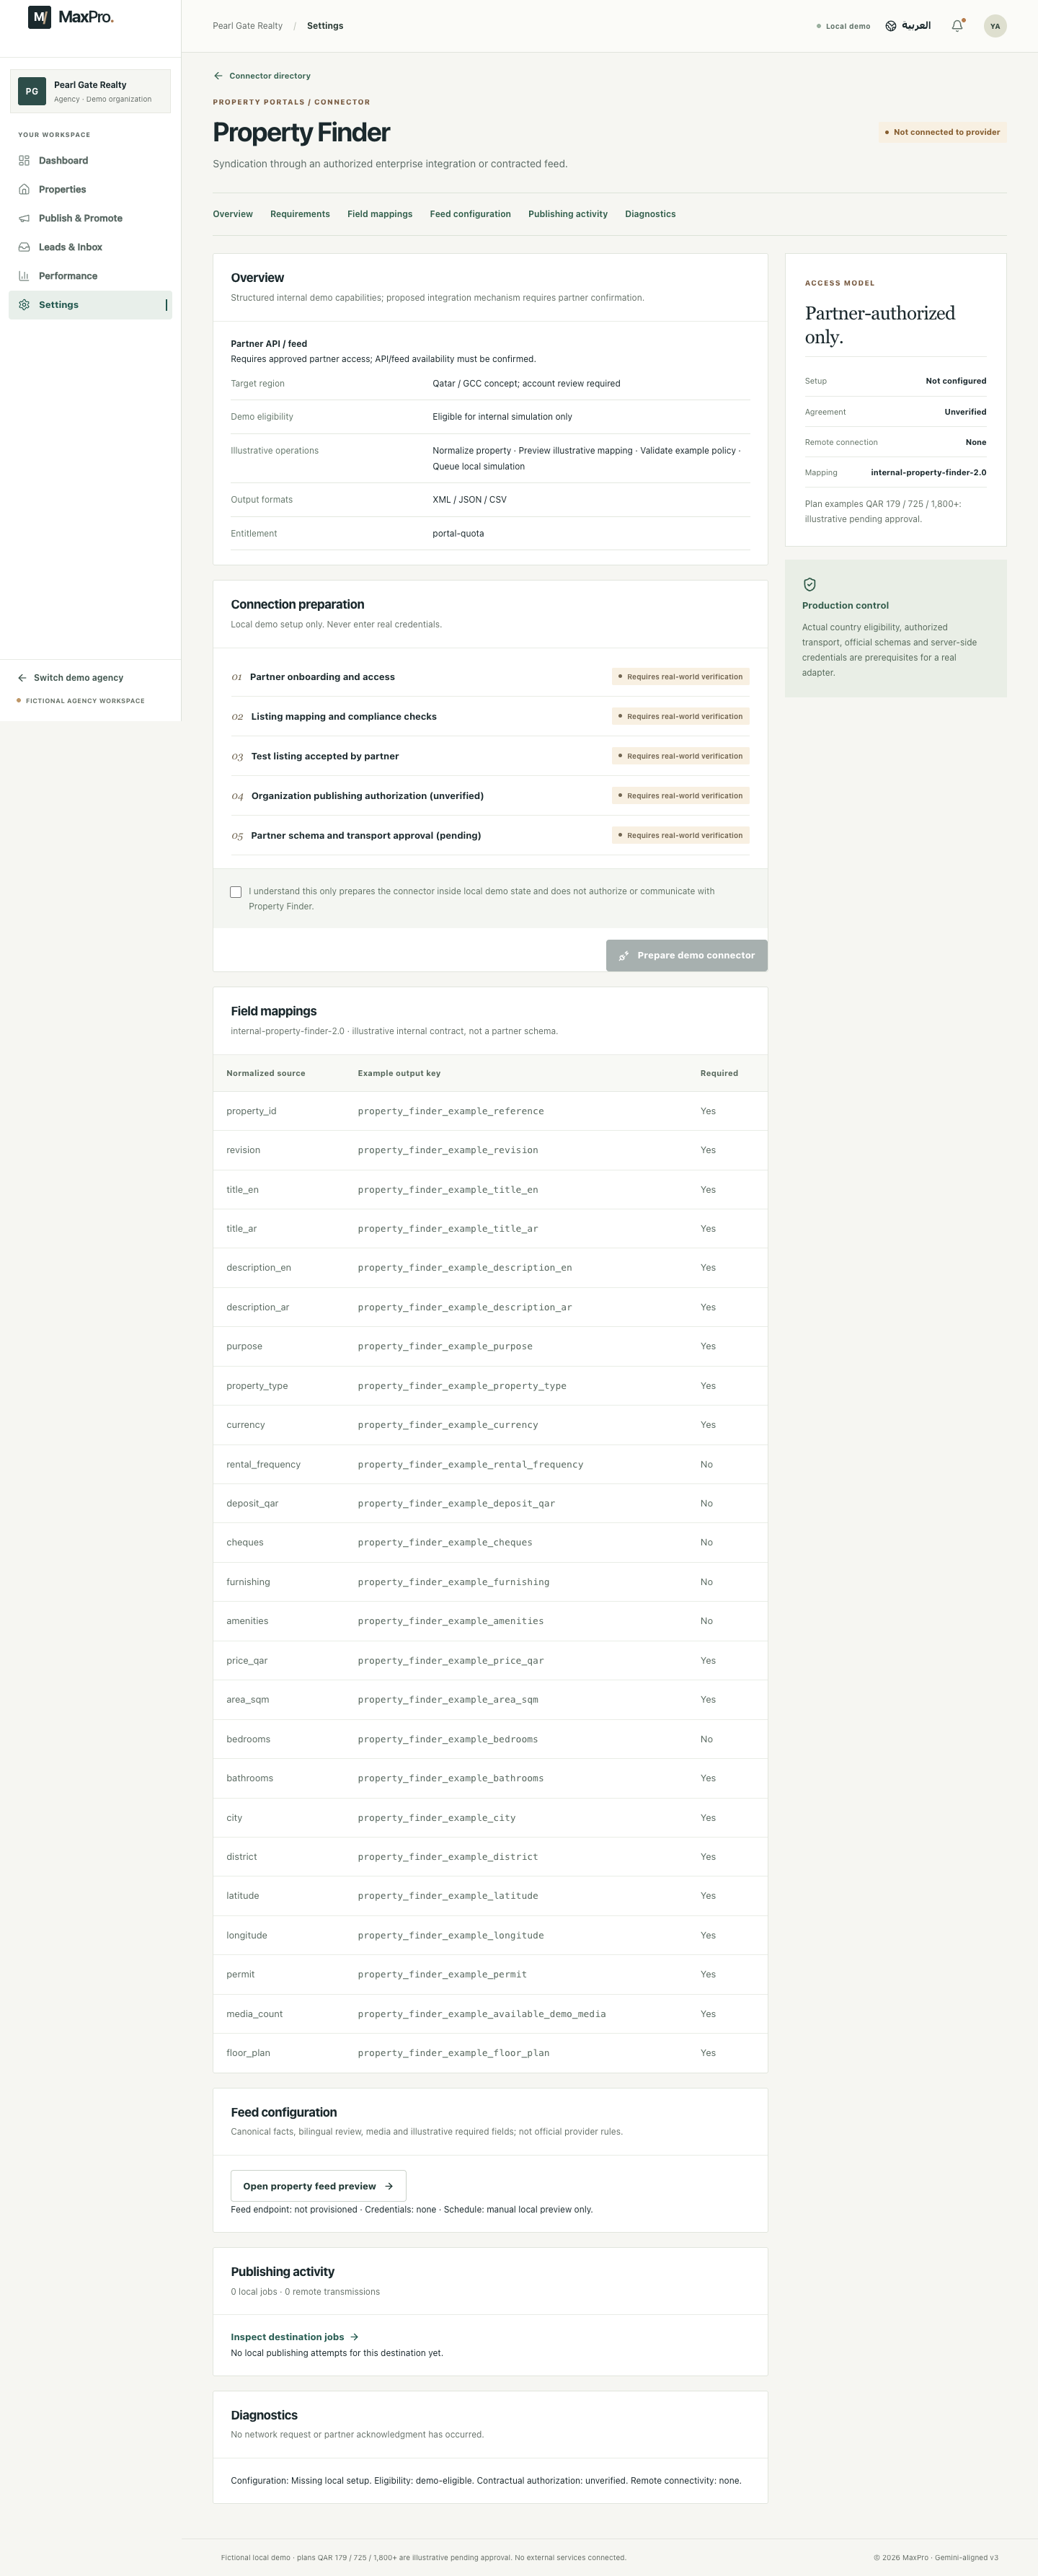 M/ MaxPro.
PG
Pearl Gate Realty
Agency · Demo organization
YOUR WORKSPACE
Dashboard
Properties
Publish & Promote
Leads & Inbox
Performance
Settings
Switch demo agency
FICTIONAL AGENCY WORKSPACE
Pearl Gate Realty / Settings
Local demo
العربية
YA
Connector directory
PROPERTY PORTALS / CONNECTOR
Property Finder
Not connected to provider
Syndication through an authorized enterprise integration or contracted feed.
Overview Requirements Field mappings Feed configuration Publishing activity Diagnostics
Overview
Structured internal demo capabilities; proposed integration mechanism requires partner confirmation.
Partner API / feed
Requires approved partner access; API/feed availability must be confirmed.
Target region Qatar / GCC concept; account review required
Demo eligibility Eligible for internal simulation only
Illustrative operations Normalize property · Preview illustrative mapping · Validate example policy ·
Queue local simulation
Output formats XML / JSON / CSV
Entitlement portal-quota
ACCESS MODEL
Partner-authorized
only.
Setup Not configured
Agreement Unverified
Remote connection None
Mapping internal-property-finder-2.0
Plan examples QAR 179 / 725 / 1,800+:
illustrative pending approval.
Production control
Actual country eligibility, authorized
transport, official schemas and server-side
credentials are prerequisites for a real
adapter.
Connection preparation
Local demo setup only. Never enter real credentials.
01 Partner onboarding and access Requires real-world verification
02 Listing mapping and compliance checks Requires real-world verification
03 Test listing accepted by partner Requires real-world verification
04 Organization publishing authorization (unverified) Requires real-world verification
05 Partner schema and transport approval (pending) Requires real-world verification
I understand this only prepares the connector inside local demo state and does not authorize or communicate with
Property Finder.
Prepare demo connector
Field mappings
internal-property-finder-2.0 · illustrative internal contract, not a partner schema.
Normalized source Example output key Required
property_id property_finder_example_reference Yes
revision property_finder_example_revision Yes
title_en property_finder_example_title_en Yes
title_ar property_finder_example_title_ar Yes
description_en property_finder_example_description_en Yes
description_ar property_finder_example_description_ar Yes
purpose property_finder_example_purpose Yes
property_type property_finder_example_property_type Yes
currency property_finder_example_currency Yes
rental_frequency property_finder_example_rental_frequency No
deposit_qar property_finder_example_deposit_qar No
cheques property_finder_example_cheques No
furnishing property_finder_example_furnishing No
amenities property_finder_example_amenities No
price_qar property_finder_example_price_qar Yes
area_sqm property_finder_example_area_sqm Yes
bedrooms property_finder_example_bedrooms No
bathrooms property_finder_example_bathrooms Yes
city property_finder_example_city Yes
district property_finder_example_district Yes
latitude property_finder_example_latitude Yes
longitude property_finder_example_longitude Yes
permit property_finder_example_permit Yes
media_count property_finder_example_available_demo_media Yes
floor_plan property_finder_example_floor_plan Yes
Feed configuration
Canonical facts, bilingual review, media and illustrative required fields; not official provider rules.
Open property feed preview
Feed endpoint: not provisioned · Credentials: none · Schedule: manual local preview only.
Publishing activity
0 local jobs · 0 remote transmissions
Inspect destination jobs
No local publishing attempts for this destination yet.
Diagnostics
No network request or partner acknowledgment has occurred.
Configuration: Missing local setup. Eligibility: demo-eligible. Contractual authorization: unverified. Remote connectivity: none.
Fictional local demo · plans QAR 179 / 725 / 1,800+ are illustrative pending approval. No external services connected.
© 2026 MaxPro · Gemini-aligned v3